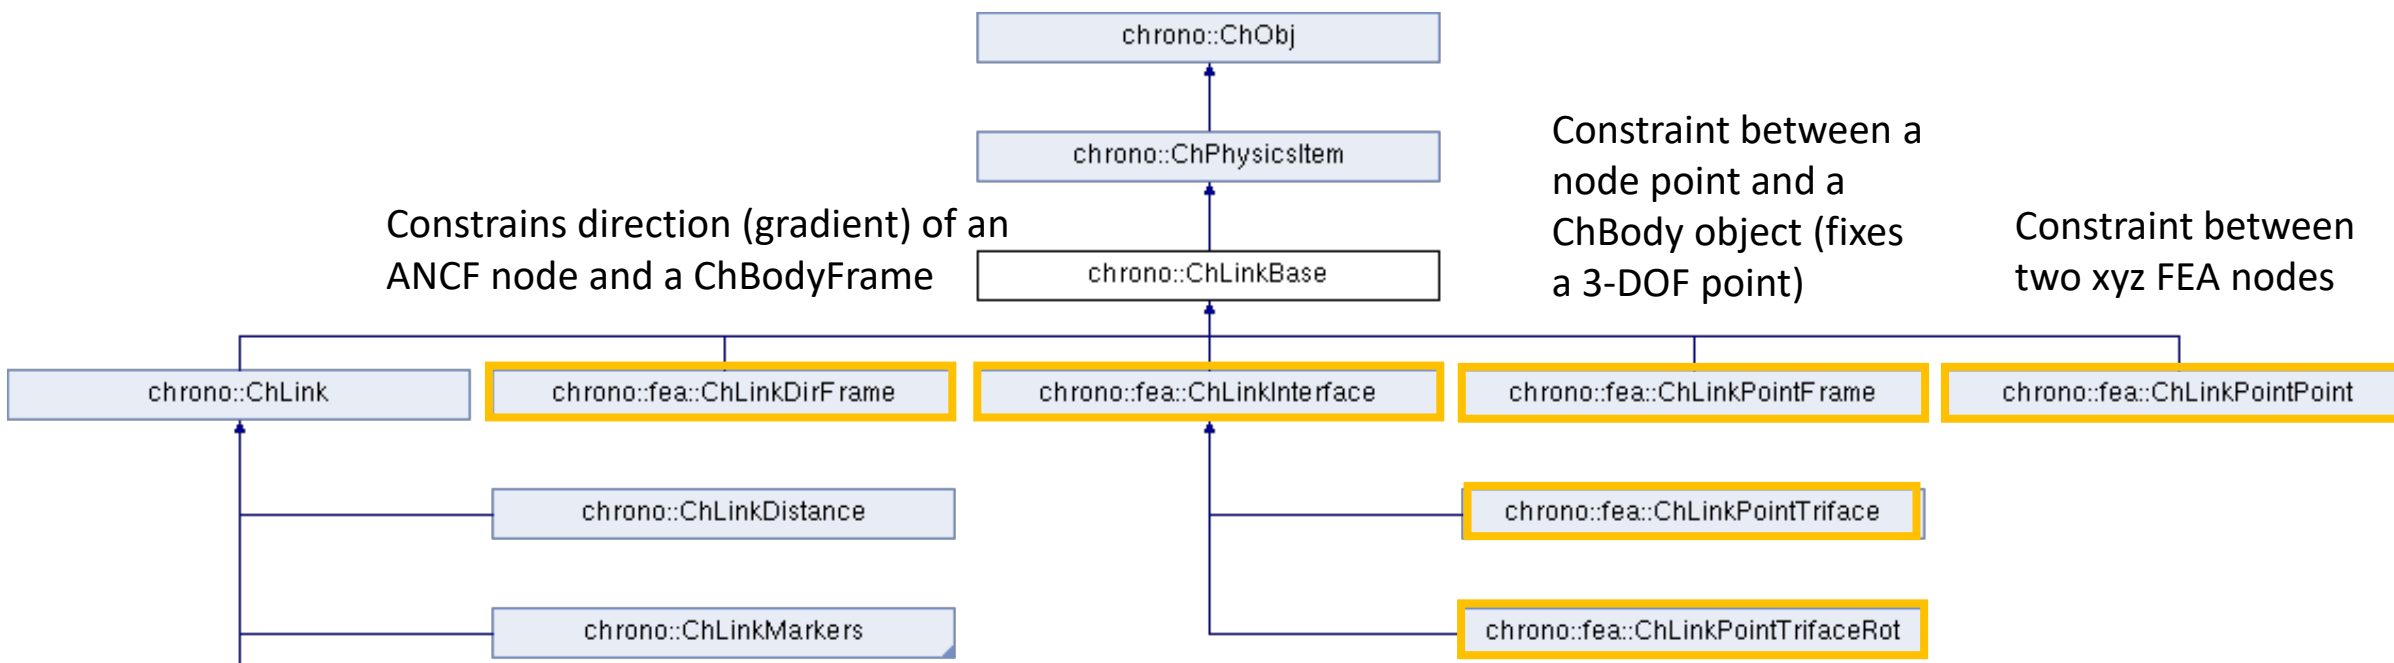 chrono::ChObj
chrono::ChPhysicsItem
Constrains direction (gradient) of an
ANCF node and a ChBodyFrame
chrono::ChLinkBase
Constraint between a
node point and a
ChBody object (fixes
a 3-DOF point)
Constraint between
two xyz FEA nodes
chrono::ChLink
chrono::fea::ChLinkDirFrame
chrono::fea::ChLinkInterface
chrono::fea::ChLinkPointFrame
chrono::fea::ChLinkPointPoint
chrono::ChLinkDistance
chrono::fea::ChLinkPointTriface
chrono::ChLinkMarkers
chrono::fea::ChLinkPointTrifaceRot